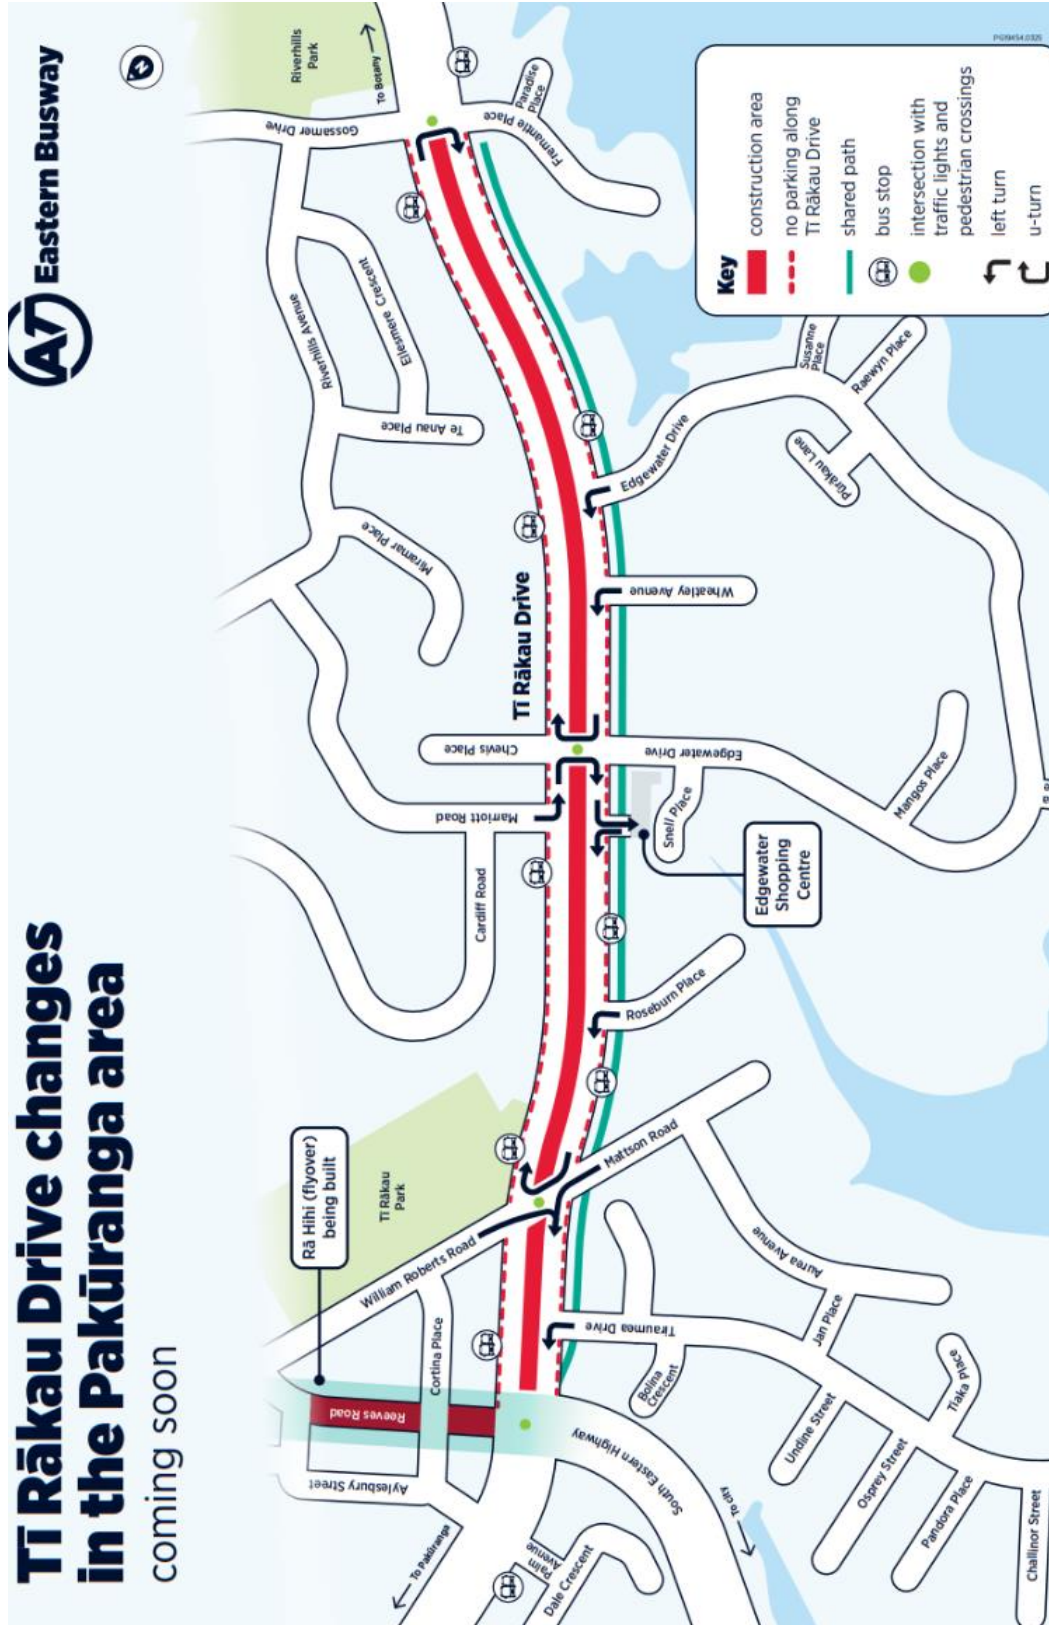 Tī Rākau Drive changes
in the Pakūranga area
coming soon
AT Eastern Busway
N
Rā Hihi (flyover)
being built
Tī Rākau
Park
Riverhills
Park
To Botany
Gossamer Drive
Riverhills Avenue
Ellesmere Crescent
Te Anau Place
Miramar Place
Tī Rākau Drive
Chevis Place
Marriott Road
Cardiff Road
William Roberts Road
Cortina Place
Reeves Road
Aylesbury Street
To Pakūranga
Palm
Avenue
Dale Crescent
South Eastern Highway
To city
Tiraumea Drive
Bolina
Crescent
Mattson Road
Aurea Avenue
Jan Place
Undine Street
Osprey Street
Tiaka Place
Pandora Place
Challinor Street
Roseburn Place
Edgewater
Shopping
Centre
Snell Place
Edgewater Drive
Mangos Place
Wheatley Avenue
Edgewater Drive
Pūrākau Lane
Raewyn Place
Susanne
Place
Fremantle Place
Paradise
Place
Key
construction area
no parking along
Tī Rākau Drive
shared path
bus stop
intersection with
traffic lights and
pedestrian crossings
left turn
u-turn